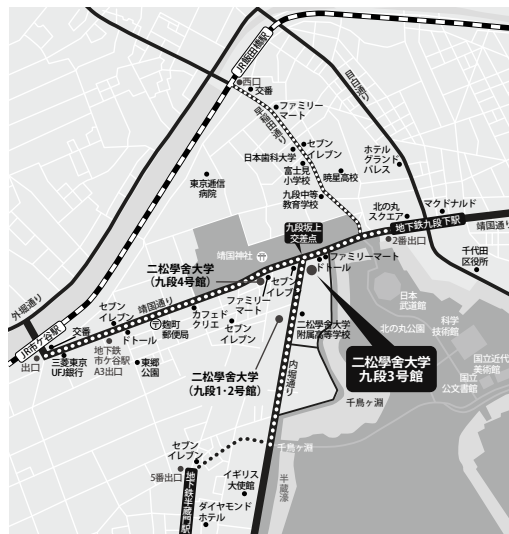 JR飯田橋駅
西口
交番
ファミリー
マート
早稲田通り
目白通り
日本歯科大学
セブン
イレブン
富士見
小学校
暁星高校
ホテル
グランド
パレス
東京逓信
病院
九段中等
教育学校
北の丸
スクエア
マクドナルド
靖国通り
地下鉄九段下駅
2番出口
九段坂上
交差点
靖国神社
千代田
区役所
ファミリーマート
ドトール
二松學舍大学
(九段4号館)
セブン
イレブン
ファミリー
マート
日本
武道館
外堀通り
靖国通り
セブン
イレブン
交番
JR市ケ谷駅
出口
三菱東京
UFJ銀行
地下鉄
市ケ谷駅
A3出口
ドトール
麹町
郵便局
東郷
公園
カフェド
クリエ
セブン
イレブン
二松學舍大学
附属高等学校
北の丸公園
科学
技術館
国立近代
美術館
国立
公文書館
二松學舍大学
九段3号館
二松學舍大学
(九段1・2号館)
内堀通り
千鳥ヶ淵
千鳥ヶ淵
セブン
イレブン
5番出口
地下鉄半蔵門駅
イギリス
大使館
半蔵濠
ダイヤモンド
ホテル